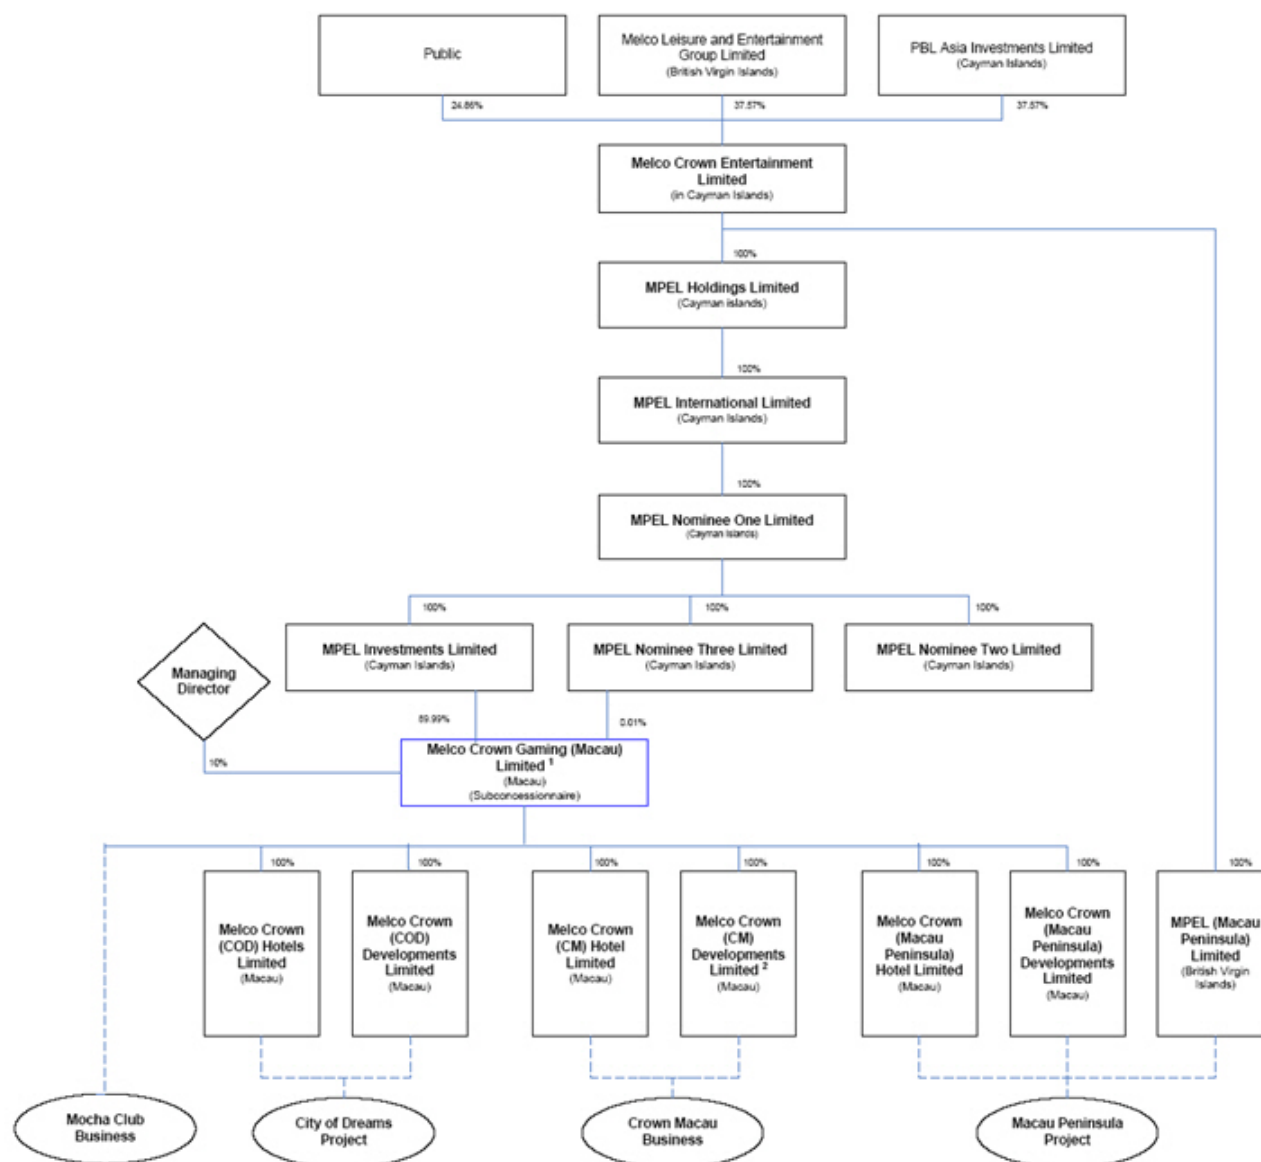 Public
Melco Leisure and Entertainment
Group Limited
(British Virgin Islands)
PBL Asia Investments Limited
(Cayman Islands)
24.86%
37.57%
37.57%
Melco Crown Entertainment
Limited
(in Cayman Islands)
100%
MPEL Holdings Limited
(Cayman islands)
100%
MPEL International Limited
(Cayman Islands)
100%
MPEL Nominee One Limited
(Cayman Islands)
100%
100%
100%
MPEL Investments Limited
(Cayman Islands)
MPEL Nominee Three Limited
(Cayman Islands)
MPEL Nominee Two Limited
(Cayman Islands)
Managing
Director
89.99%
0.01%
10%
Melco Crown Gaming (Macau)
Limited 1
(Macau)
(Subconcessionnaire)
100%
100%
100%
100%
100%
100%
100%
Melco Crown
(COD) Hotels
Limited
(Macau)
Melco Crown
(COD)
Developments
Limited
(Macau)
Melco Crown
(CM) Hotel
Limited
(Macau)
Melco Crown
(CM)
Developments
Limited 2
(Macau)
Melco Crown
(Macau
Peninsula)
Hotel Limited
(Macau)
Melco Crown
(Macau
Peninsula)
Developments
Limited
(Macau)
MPEL (Macau
Peninsula)
Limited
(British Virgin
Islands)
Mocha Club
Business
City of Dreams
Project
Crown Macau
Business
Macau Peninsula
Project